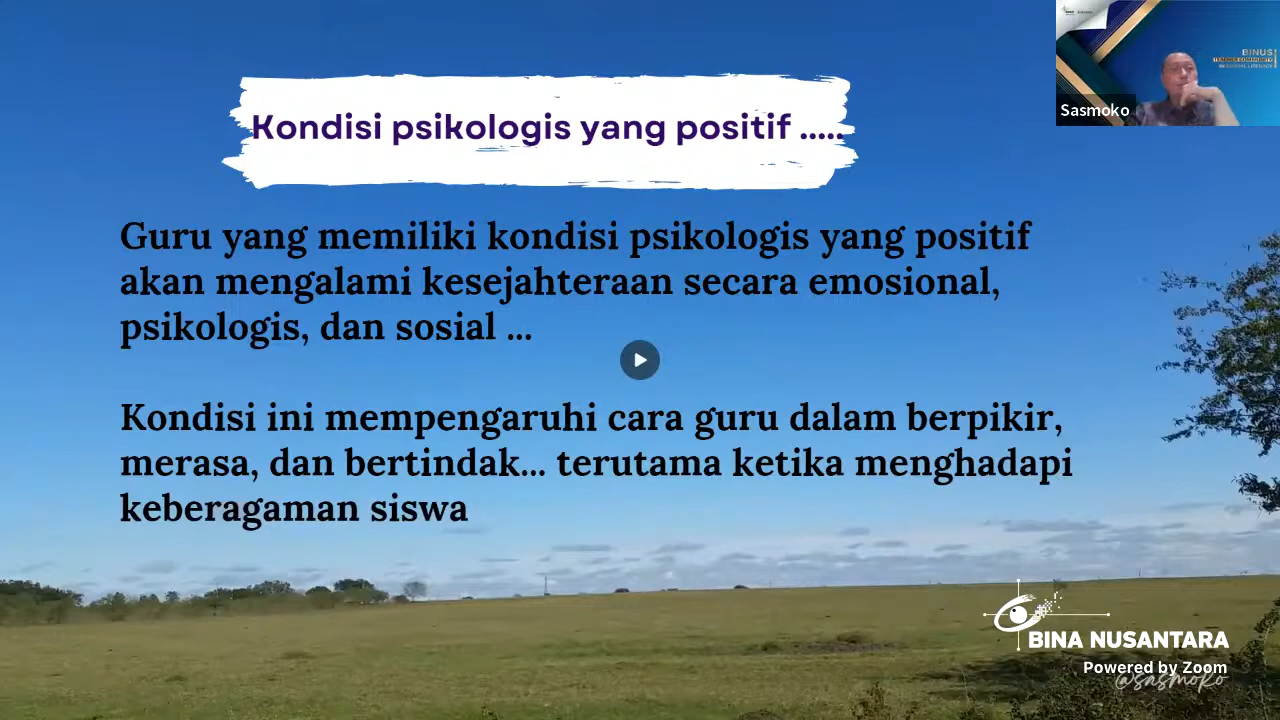 Kondisi psikologis yang positif .....
Guru yang memiliki kondisi psikologis yang positif
akan mengalami kesejahteraan secara emosional,
psikologis, dan sosial ...
Kondisi ini mempengaruhi cara guru dalam berpikir,
merasa, dan bertindak... terutama ketika menghadapi
keberagaman siswa
BINUS
TEACHER COMMUNITY
Sasmoko
BINA NUSANTARA
Powered by Zoom
@sasmoko